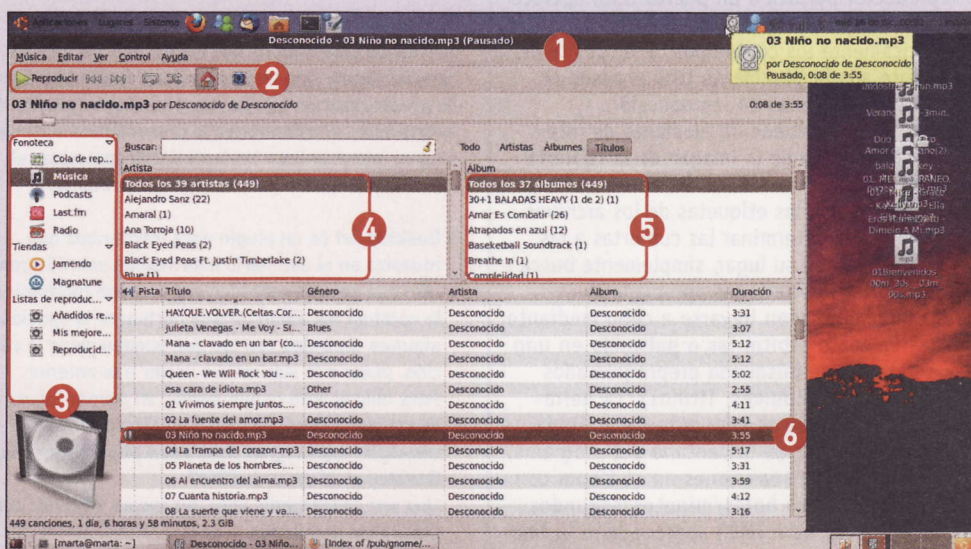 Aplicaciones Lugares Sistema
Desconocido - 03 Niño no nacido.mp3 (Pausado)
1
03 Niño no nacido.mp3
por Desconocido de Desconocido
Pausado, 0:08 de 3:55
Música Editar Ver Control Ayuda
Reproducir
2
03 Niño no nacido.mp3 por Desconocido de Desconocido
0:08 de 3:55
Fonoteca
Cola de rep...
Música
Podcasts
Last.fm
Radio
Tiendas
Jamendo
Magnatune
Listas de reproduc...
Añadidos re...
Mis mejore...
Reproducid...
3
Buscar:
Todo Artistas Álbumes Títulos
Artista
Todos los 39 artistas (449)
Alejandro Sanz (22)
Amaral (1)
Ana Torroja (10)
Black Eyed Peas (2)
Black Eyed Peas Ft. Justin Timberlake (2)
Blue (1)
4
Álbum
Todos los 37 álbumes (449)
30+1 BALADAS HEAVY (1 de 2) (1)
Amar Es Combatir (26)
Atrapados en azul (12)
Baseketball Soundtrack (1)
Breathe In (1)
Complejidad (1)
5
Pista Título Género Artista Álbum Duración
HAYQUE.VOLVER.(Celtas.Cor... Desconocido Desconocido Desconocido 3:31
Julieta Venegas - Me Voy - Si... Blues Desconocido Desconocido 3:07
Mana - clavado en un bar (co... Desconocido Desconocido Desconocido 5:12
Mana - clavado en un bar.mp3 Desconocido Desconocido Desconocido 5:12
Queen - We Will Rock You - ... Desconocido Desconocido Desconocido 5:02
esa cara de idiota.mp3 Other Desconocido Desconocido 2:55
01 Vivimos siempre juntos.... Desconocido Desconocido Desconocido 4:11
02 La fuente del amor.mp3 Desconocido Desconocido Desconocido 3:41
03 Niño no nacido.mp3 Desconocido Desconocido Desconocido 3:55
6
04 La trampa del corazon.mp3 Desconocido Desconocido Desconocido 5:17
05 Planeta de los hombres.... Desconocido Desconocido Desconocido 3:31
06 Al encuentro del alma.mp3 Desconocido Desconocido Desconocido 3:59
07 Cuanta historia.mp3 Desconocido Desconocido Desconocido 4:12
08 La suerte que viene y va.... Desconocido Desconocido Desconocido 3:16
449 canciones, 1 día, 6 horas y 58 minutos, 2.3 GiB
[marta@marta: ~]
Desconocido - 03 Niño...
[Index of /pub/gnome/...
01Bienvenidos